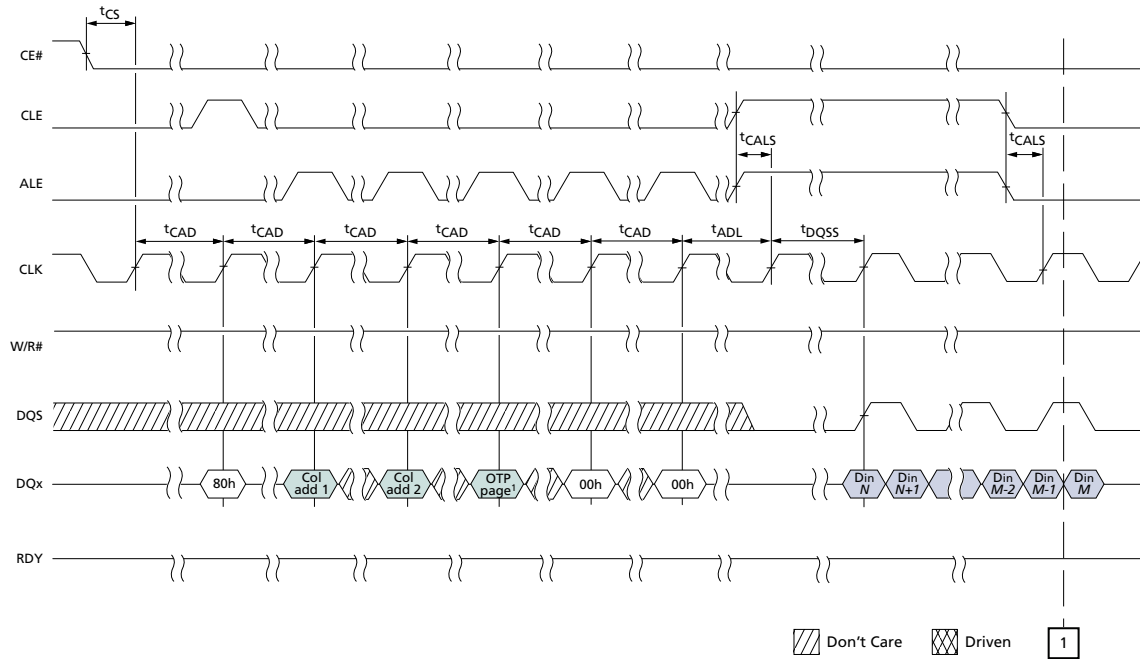 tCS
CE#
CLE
tCALS
tCALS
ALE
tCAD
tCAD
tCAD
tCAD
tCAD
tCAD
tADL
tDQSS
CLK
W/R#
DQS
DQx
80h
Col
add 1
Col
add 2
OTP
page1
00h
00h
Din
N
Din
N+1
Din
M-2
Din
M-1
Din
M
RDY
Don't Care
Driven
1